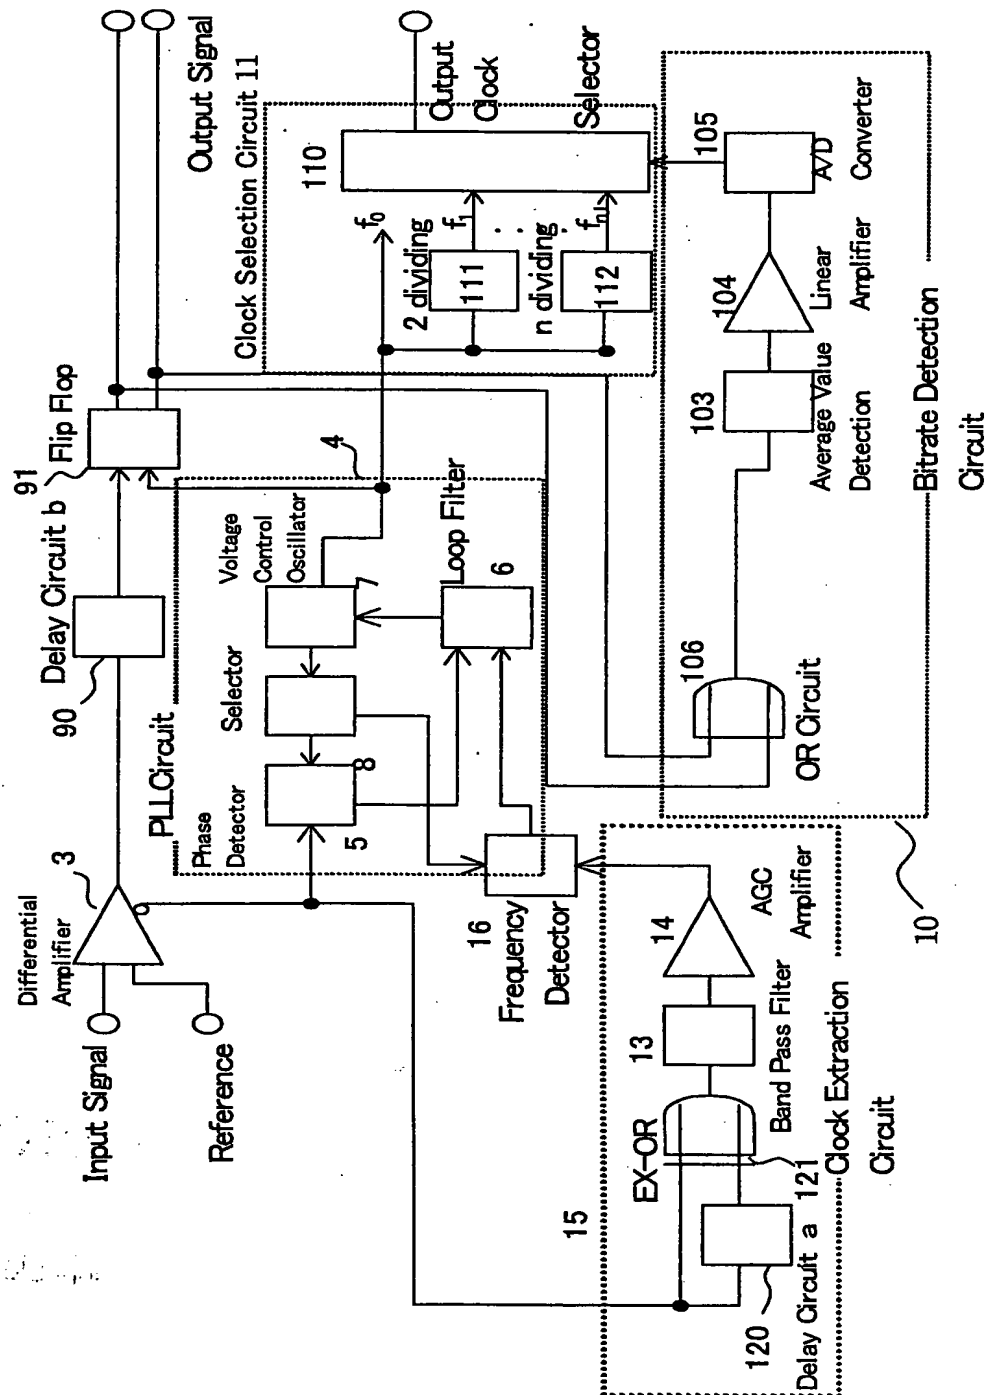 Input Signal
Reference
Differential
Amplifier
3
90
Delay Circuit b
91
Flip Flop
Output Signal
PLLCircuit
4
Phase
Detector
5
8
Selector
Voltage
Control
Oscillator
7
Loop Filter
6
16
Frequency
Detector
Clock Selection Circuit 11
110
f0
2 dividing
111
f1
n dividing
112
fn
Output
Clock
Selector
15
EX-OR
120
Delay Circuit a
121
13
Band Pass Filter
14
AGC
Amplifier
Clock Extraction
Circuit
10
106
OR Circuit
103
Average Value
Detection
104
Linear
Amplifier
105
A/D
Converter
Bitrate Detection
Circuit